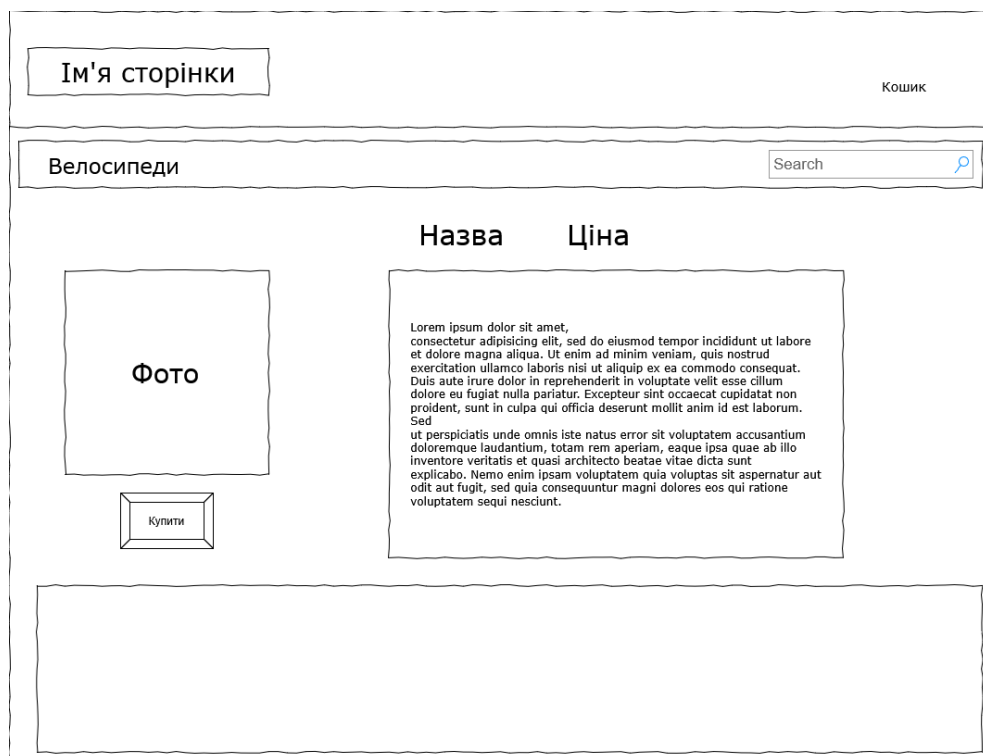 Ім'я сторінки
Кошик
Велосипеди
Search
Назва Ціна
Фото
Lorem ipsum dolor sit amet,
consectetur adipisicing elit, sed do eiusmod tempor incididunt ut labore
et dolore magna aliqua. Ut enim ad minim veniam, quis nostrud
exercitation ullamco laboris nisi ut aliquip ex ea commodo consequat.
Duis aute irure dolor in reprehenderit in voluptate velit esse cillum
dolore eu fugiat nulla pariatur. Excepteur sint occaecat cupidatat non
proident, sunt in culpa qui officia deserunt mollit anim id est laborum.
Sed
ut perspiciatis unde omnis iste natus error sit voluptatem accusantium
doloremque laudantium, totam rem aperiam, eaque ipsa quae ab illo
inventore veritatis et quasi architecto beatae vitae dicta sunt
explicabo. Nemo enim ipsam voluptatem quia voluptas sit aspernatur aut
odit aut fugit, sed quia consequuntur magni dolores eos qui ratione
voluptatem sequi nesciunt.
Купити